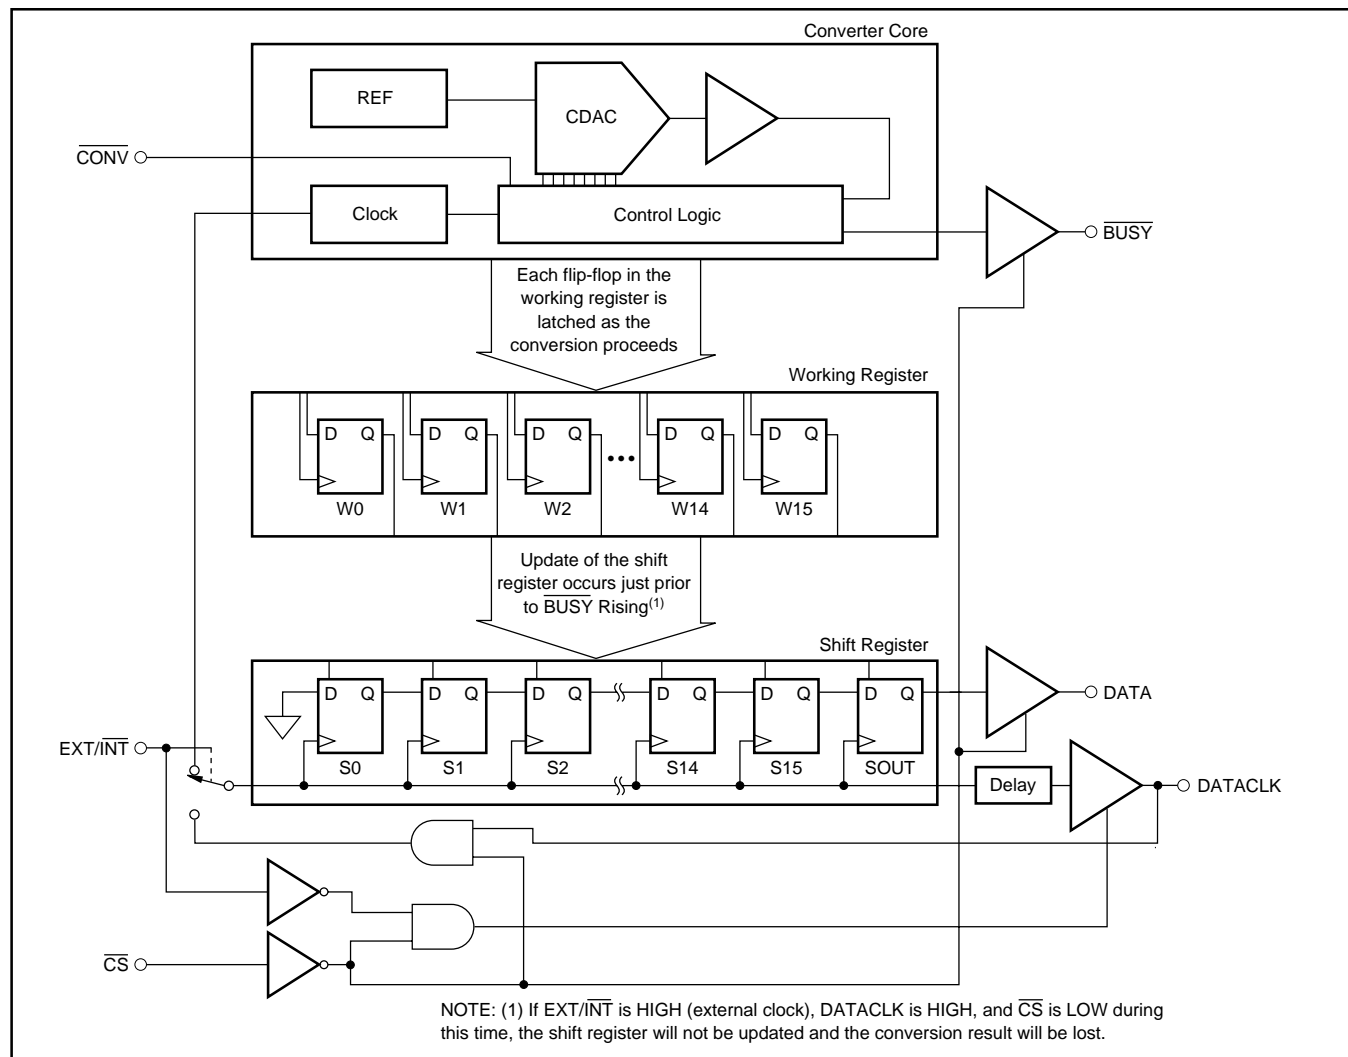 Converter Core
REF
CDAC
CONV
Clock
Control Logic
BUSY
Each flip-flop in the
working register is
latched as the
conversion proceeds
Working Register
D Q D Q D Q D Q D Q
•••
W0 W1 W2 W14 W15
Update of the shift
register occurs just prior
to BUSY Rising(1)
Shift Register
D Q D Q D Q D Q D Q D Q
DATA
EXT/INT
S0 S1 S2 S14 S15 SOUT
Delay
DATACLK
CS
NOTE: (1) If EXT/INT is HIGH (external clock), DATACLK is HIGH, and CS is LOW during
this time, the shift register will not be updated and the conversion result will be lost.